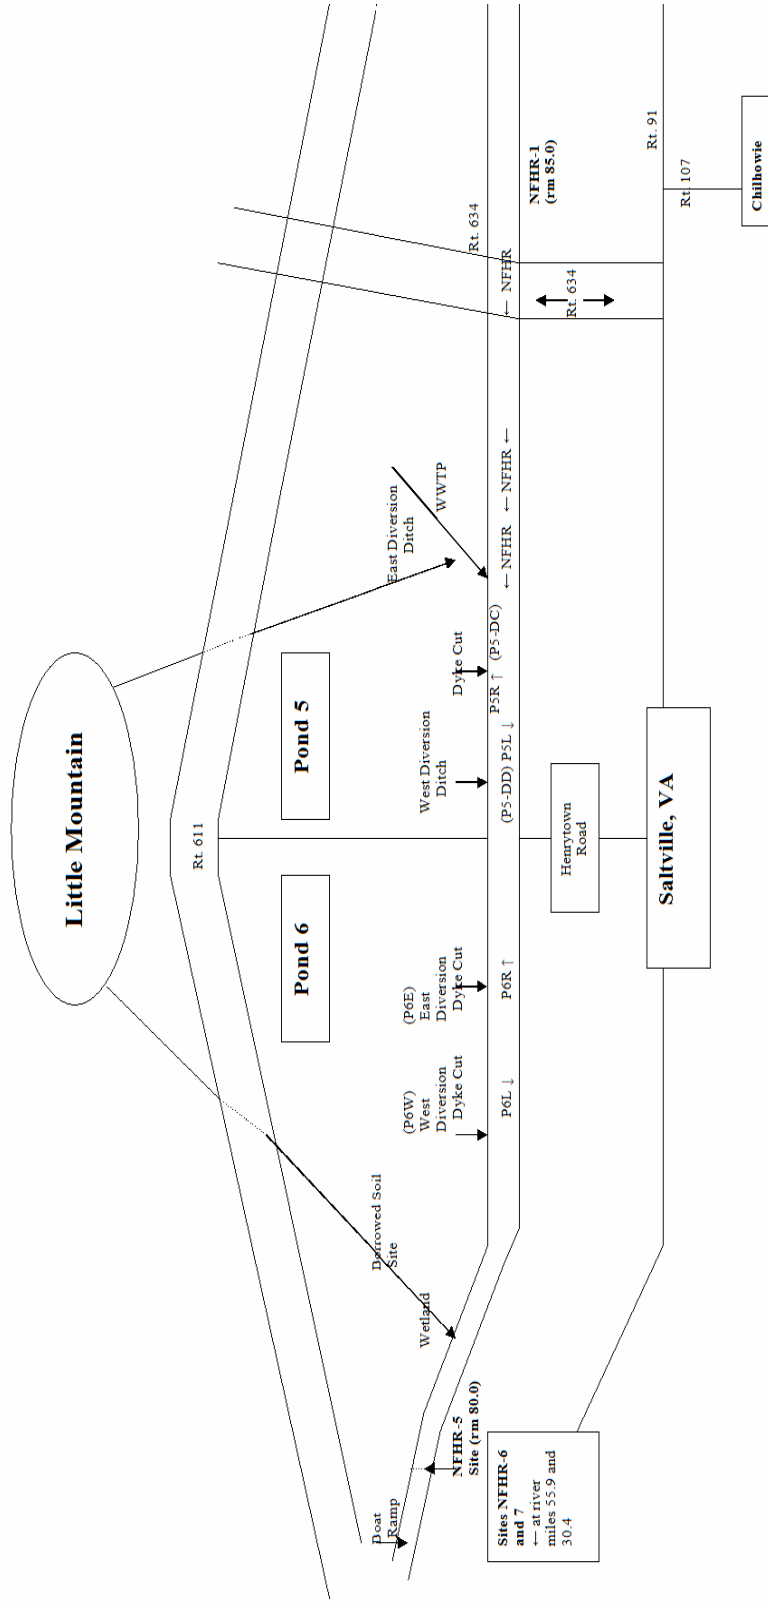 Little Mountain
Rt. 611
Pond 6
Pond 5
Borrowed Soil
Site
Wetland
(P6W)
West
Diversion
Dyke Cut
(P6E)
East
Diversion
Dyke Cut
West Diversion
Ditch
Dyke Cut
East Diversion
Ditch
WWTP
Rt. 634
Boat
Ramp
NFHR-5
Site (rm 80.0)
P6L ↓
P6R ↑
(P5-DD) P5L ↓
P5R ↑ (P5-DC)
← NFHR
← NFHR ←
← NFHR
NFHR-1
(rm 85.0)
Rt. 634
Henrytown
Road
Sites NFHR-6
and 7
← at river
miles 55.9 and
30.4
Saltville, VA
Rt. 91
Rt. 107
Chilhowie